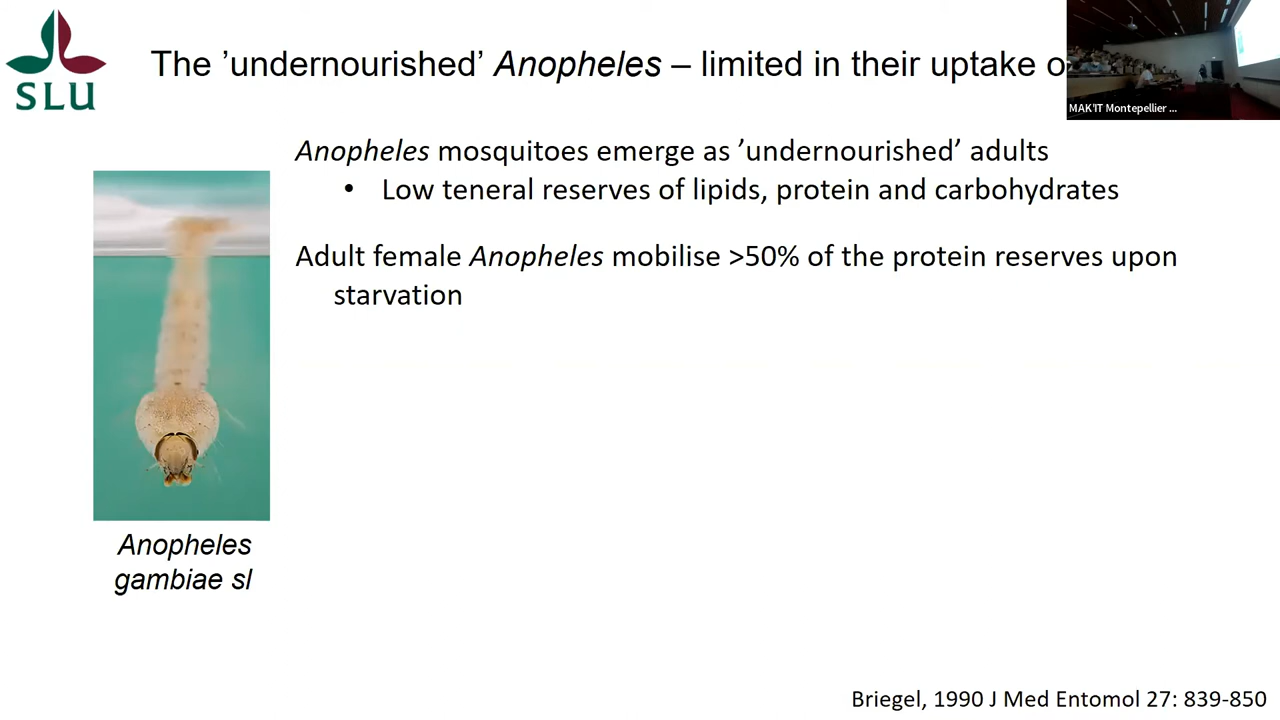 SLU
The ’undernourished’ Anopheles – limited in their uptake
MAK'IT Montepellier ...
Anopheles mosquitoes emerge as ’undernourished’ adults
• Low teneral reserves of lipids, protein and carbohydrates
Adult female Anopheles mobilise >50% of the protein reserves upon
starvation
Anopheles
gambiae sl
Briegel, 1990 J Med Entomol 27: 839-850